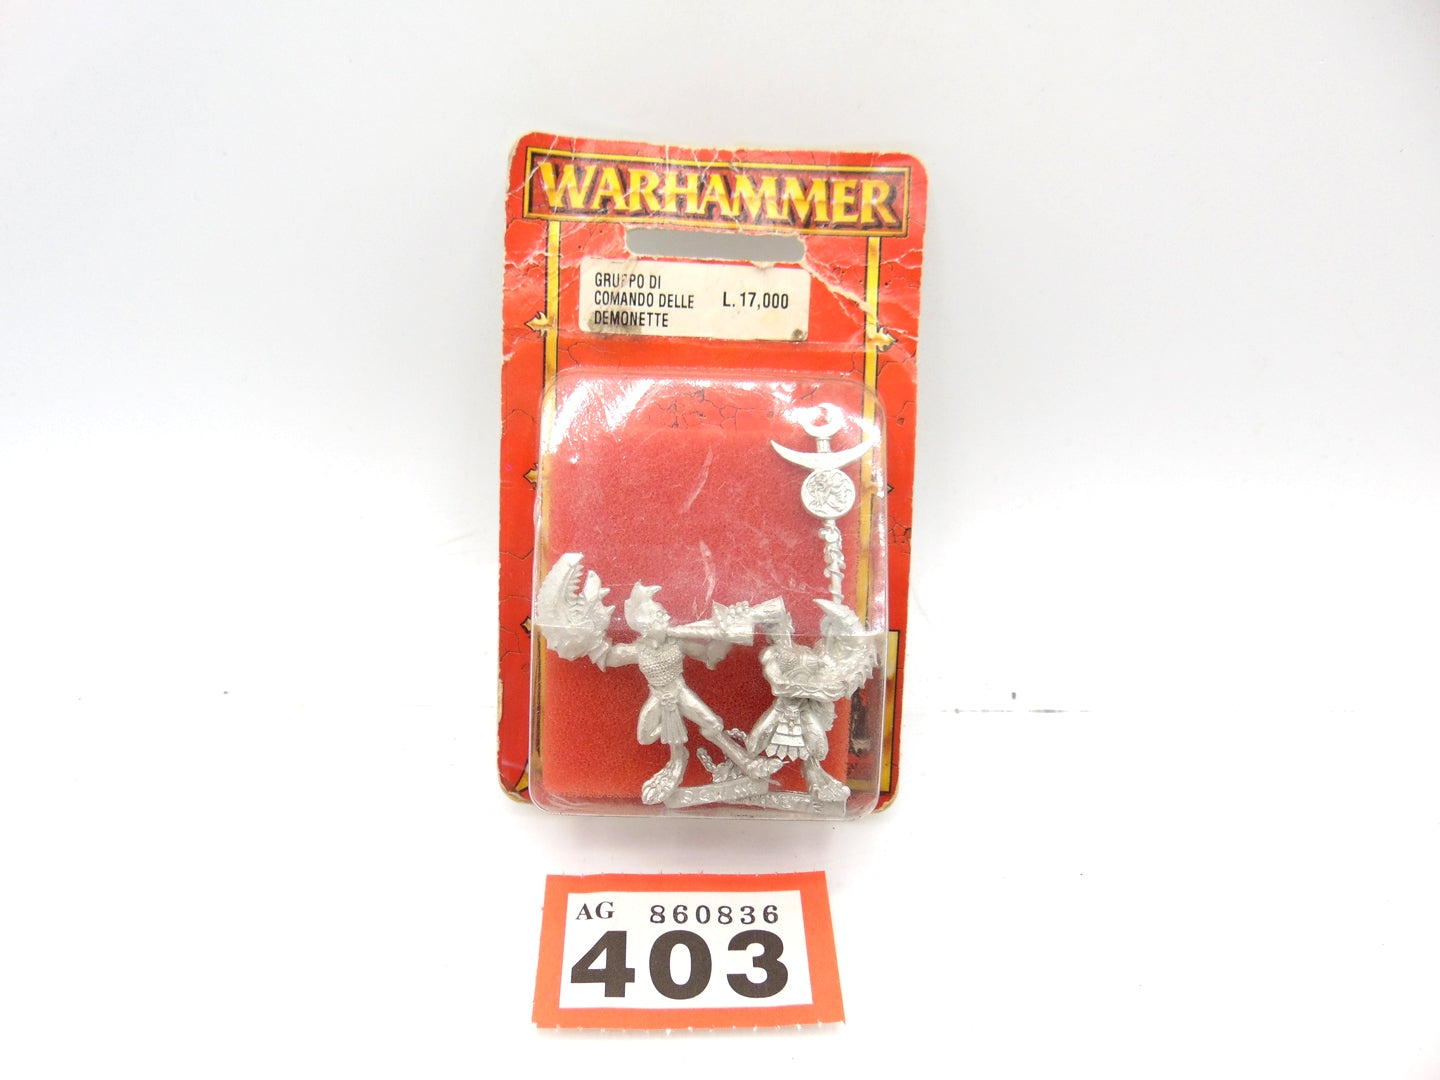 WARHAMMER
GRUPPO DI
COMANDO DELLE L. 17,000
DEMONETTE
AG 860836
403